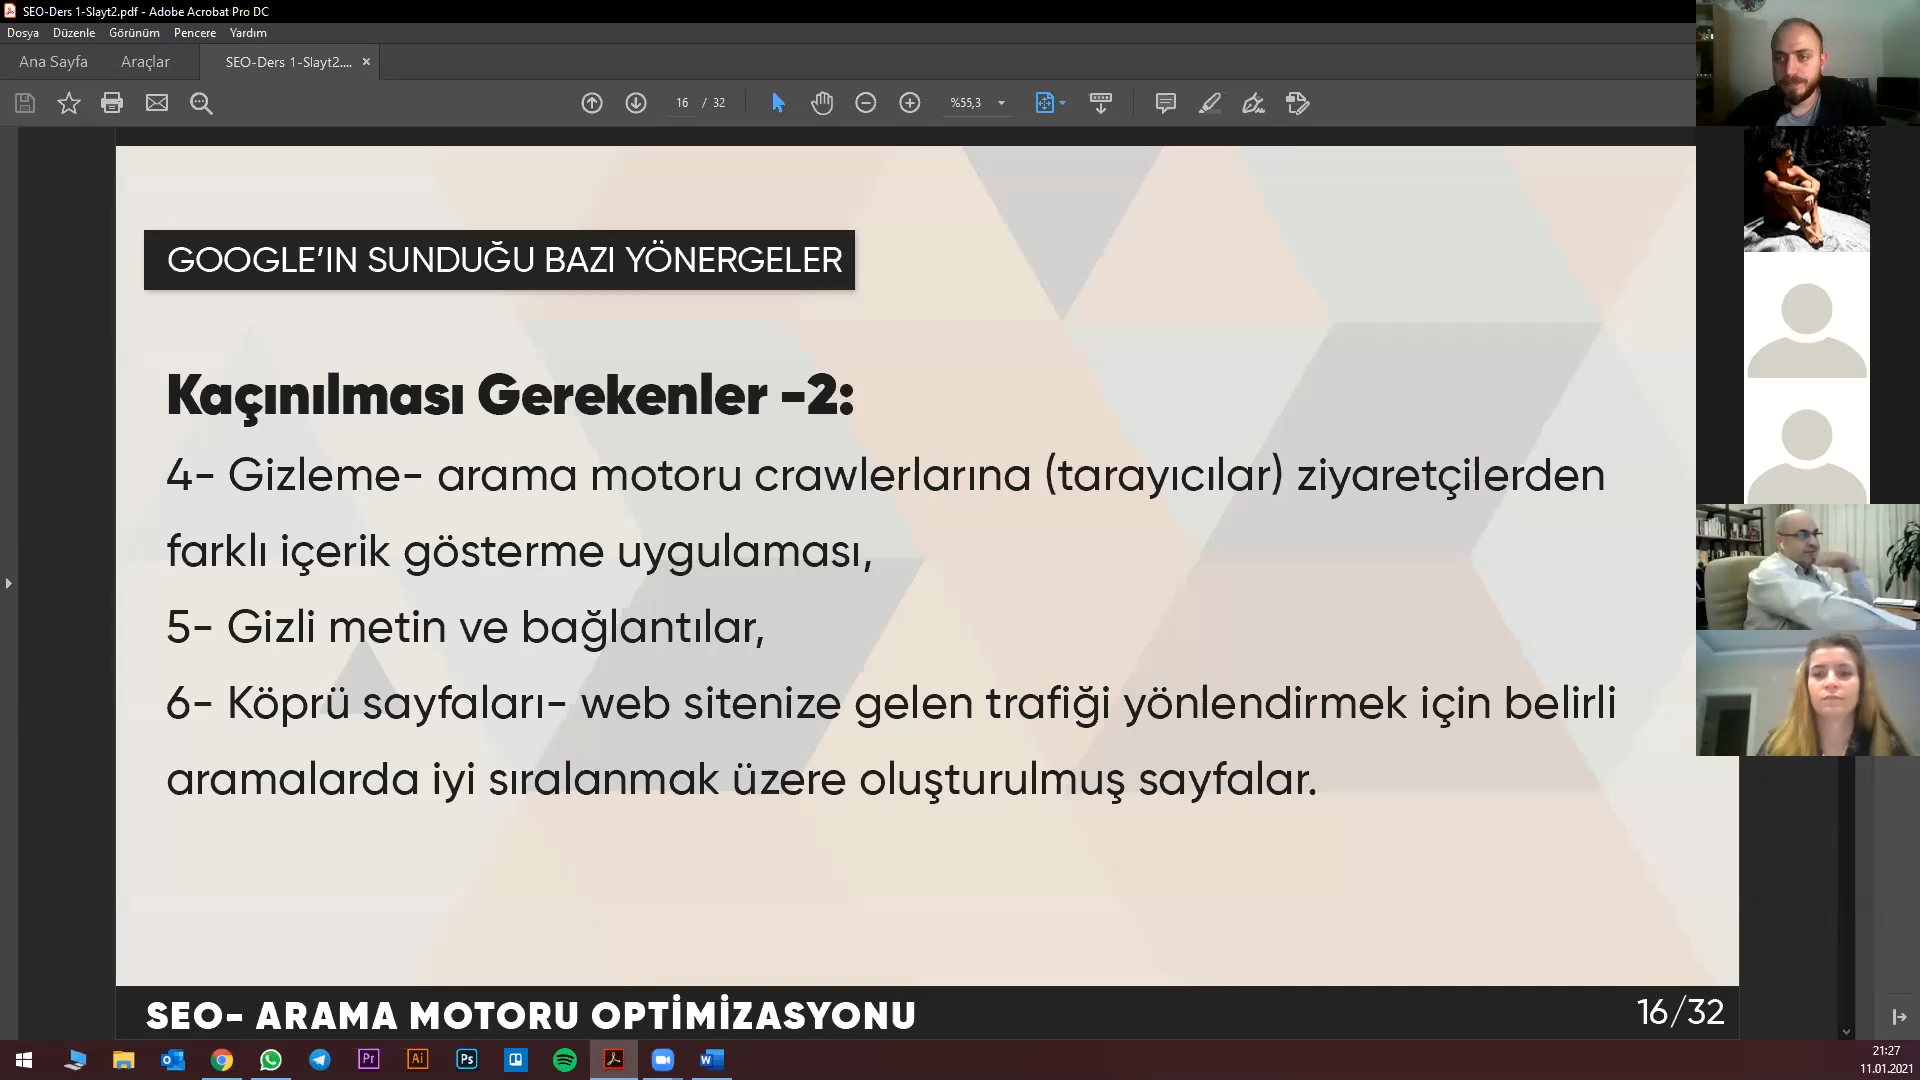 SEO-Ders 1-Slayt2.pdf - Adobe Acrobat Pro DC
Dosya Düzenle Görünüm Pencere Yardım
Ana Sayfa Araçlar SEO-Ders 1-Slayt2.... ×
16 / 32 %55,3
GOOGLE’IN SUNDUĞU BAZI YÖNERGELER
Kaçınılması Gerekenler -2:
4- Gizleme- arama motoru crawlerlarına (tarayıcılar) ziyaretçilerden
farklı içerik gösterme uygulaması,
5- Gizli metin ve bağlantılar,
6- Köprü sayfaları- web sitenize gelen trafiği yönlendirmek için belirli
aramalarda iyi sıralanmak üzere oluşturulmuş sayfalar.
SEO- ARAMA MOTORU OPTİMİZASYONU 16/32
Pr Ai Ps
21:27
11.01.2021